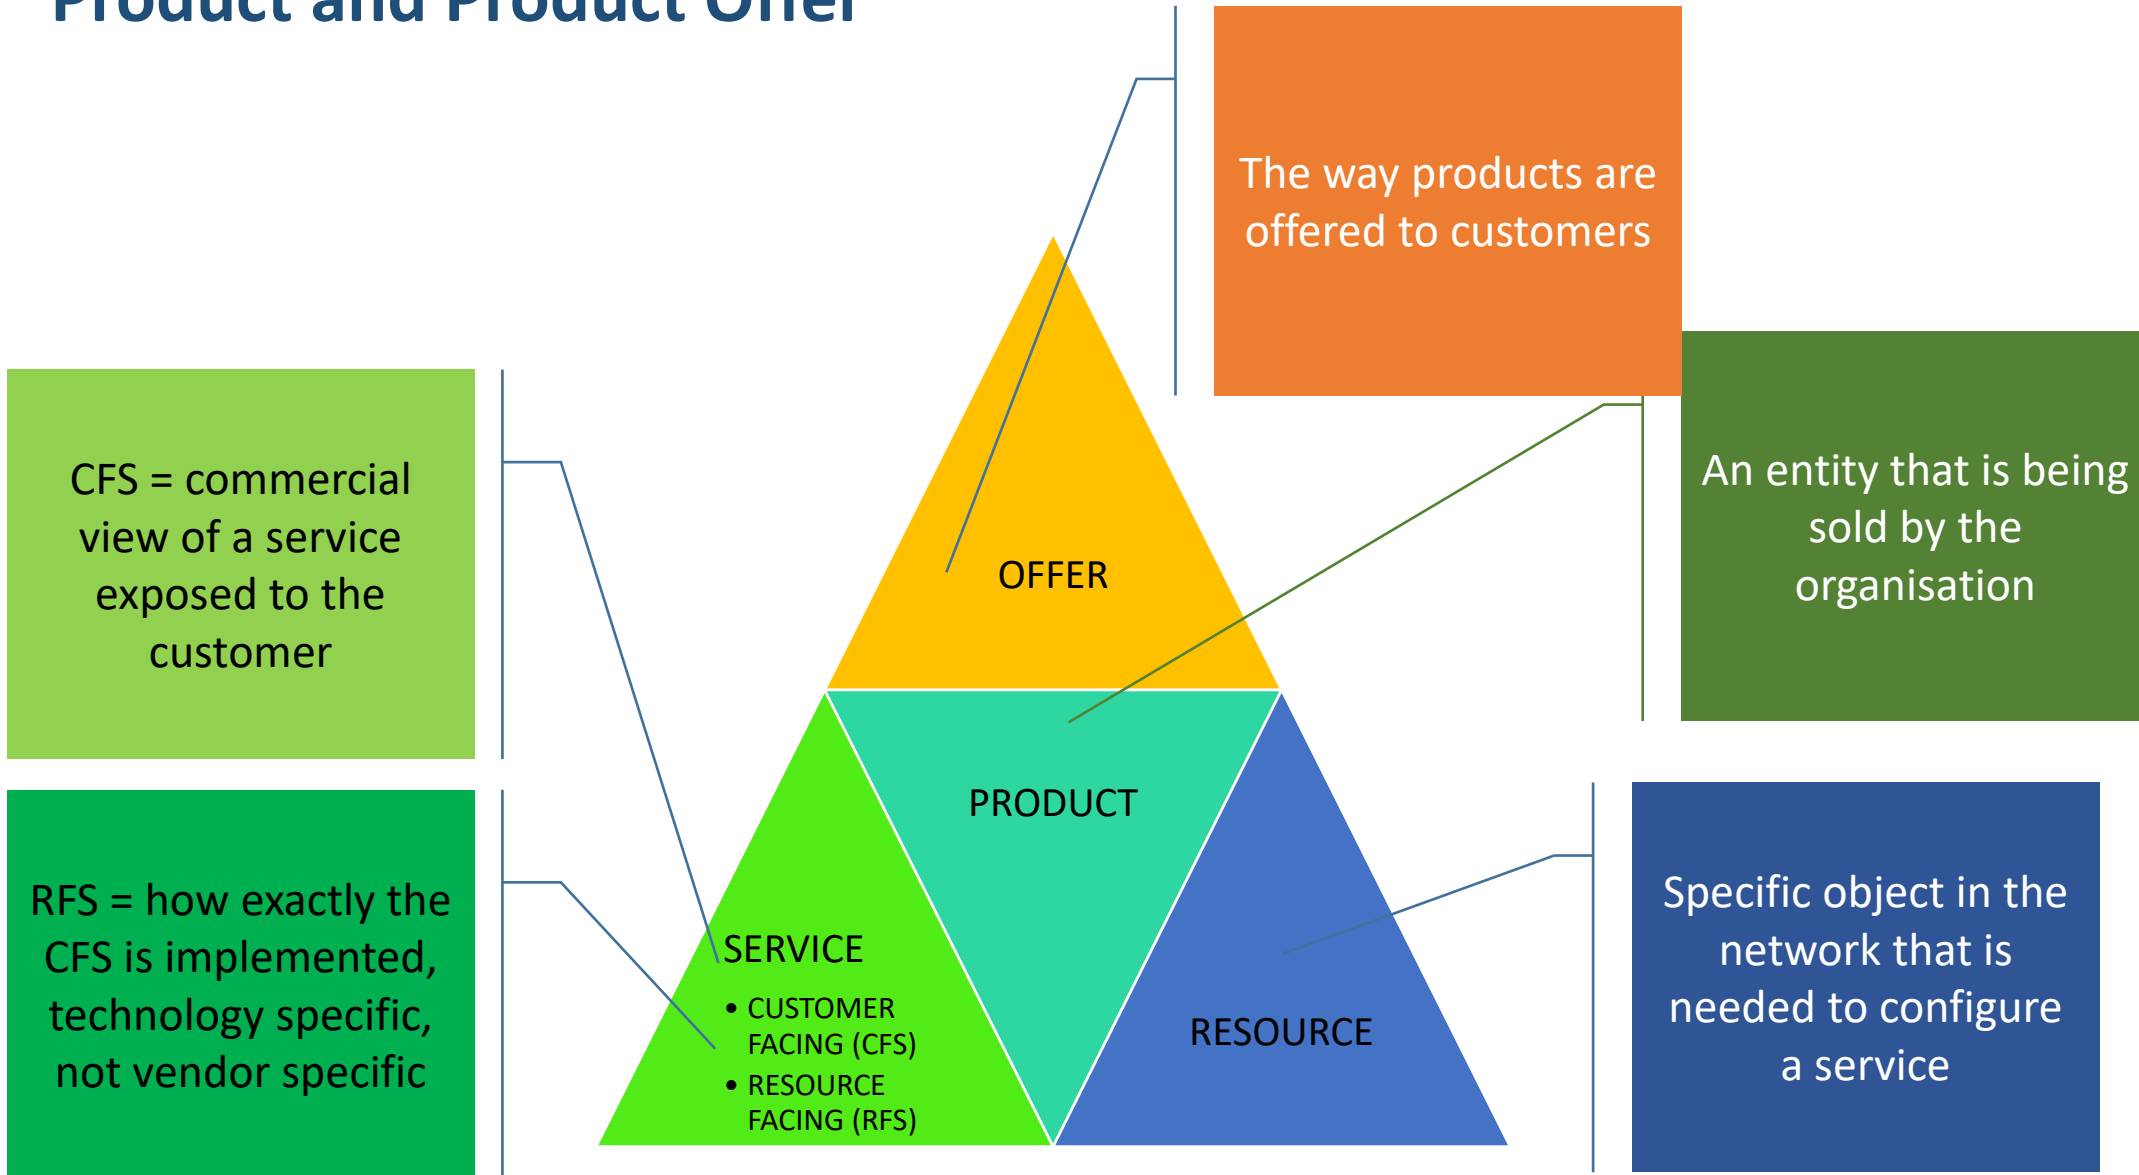 Product and Product Offer
The way products are
offered to customers
CFS = commercial
view of a service
exposed to the
customer
An entity that is being
sold by the
organisation
OFFER
PRODUCT
RFS = how exactly the
CFS is implemented,
technology specific,
not vendor specific
SERVICE
• CUSTOMER
FACING (CFS)
• RESOURCE
FACING (RFS)
RESOURCE
Specific object in the
network that is
needed to configure
a service